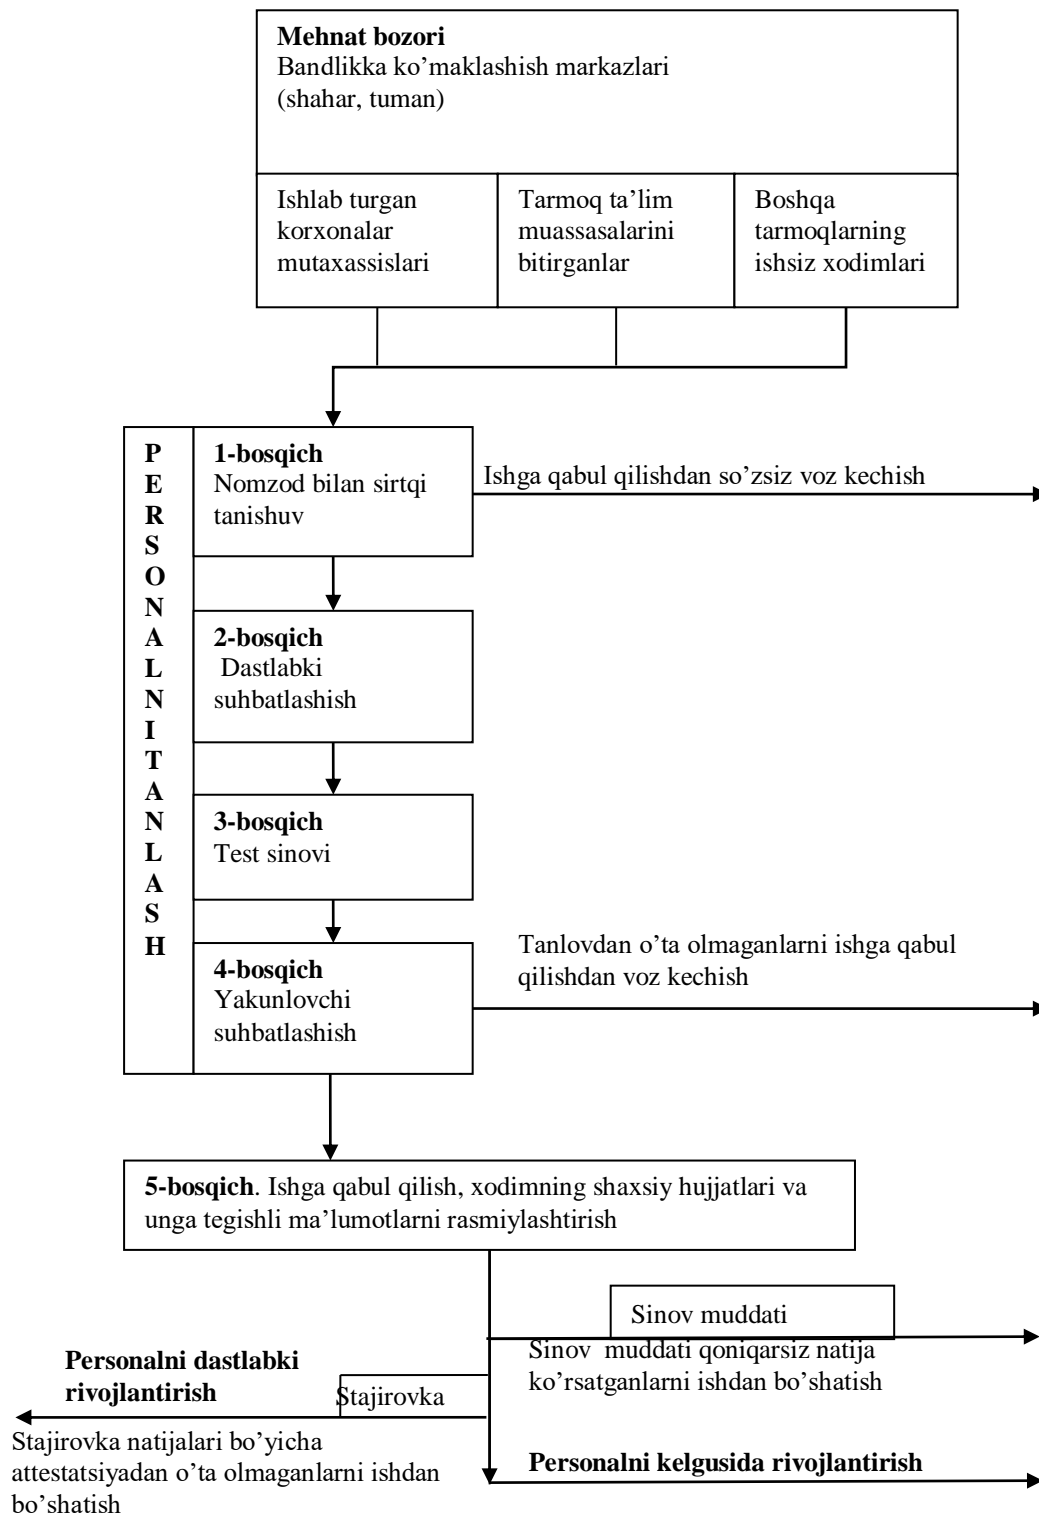 Mehnat bozori
Bandlikka ko’maklashish markazlari
(shahar, tuman)
Ishlab turgan
korxonalar
mutaxassislari
Tarmoq ta’lim
muassasalarini
bitirganlar
Boshqa
tarmoqlarning
ishsiz xodimlari
P
E
R
S
O
N
A
L
N
I
T
A
N
L
A
S
H
1-bosqich
Nomzod bilan sirtqi
tanishuv
Ishga qabul qilishdan so’zsiz voz kechish
2-bosqich
Dastlabki
suhbatlashish
3-bosqich
Test sinovi
4-bosqich
Yakunlovchi
suhbatlashish
Tanlovdan o’ta olmaganlarni ishga qabul
qilishdan voz kechish
5-bosqich. Ishga qabul qilish, xodimning shaxsiy hujjatlari va
unga tegishli ma’lumotlarni rasmiylashtirish
Sinov muddati
Sinov muddati qoniqarsiz natija
ko’rsatganlarni ishdan bo’shatish
Personalni dastlabki
rivojlantirish
Stajirovka
Stajirovka natijalari bo’yicha
attestatsiyadan o’ta olmaganlarni ishdan
bo’shatish
Personalni kelgusida rivojlantirish